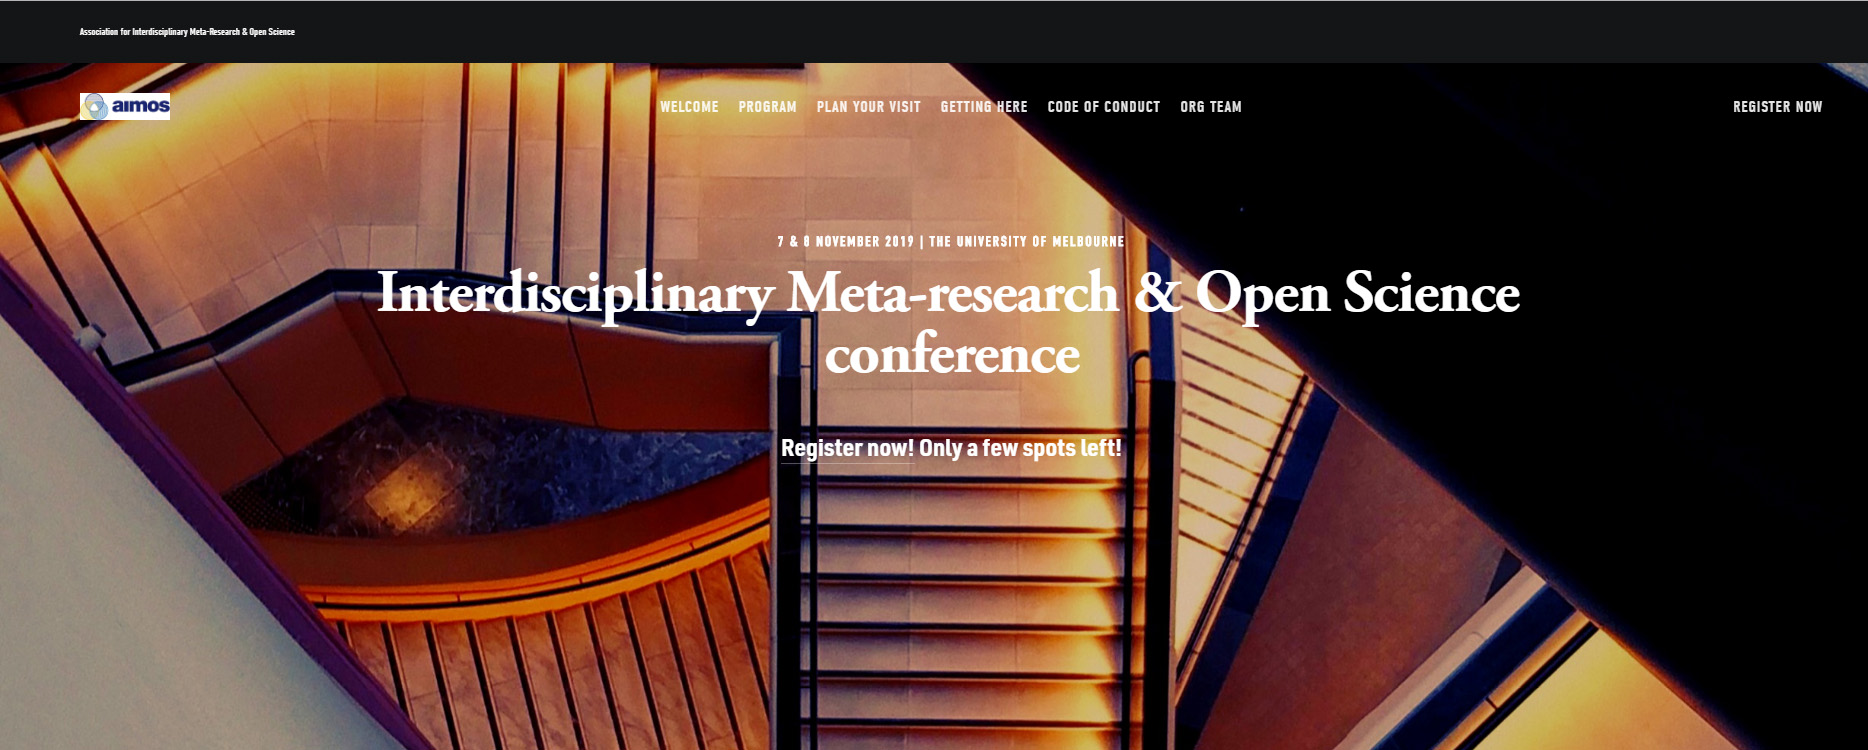 Association for Interdisciplinary Meta-Research & Open Science
aimos
WELCOME PROGRAM PLAN YOUR VISIT GETTING HERE CODE OF CONDUCT ORG TEAM REGISTER NOW
7 & 8 NOVEMBER 2019 | THE UNIVERSITY OF MELBOURNE
Interdisciplinary Meta-research & Open Science
conference
Register now! Only a few spots left!